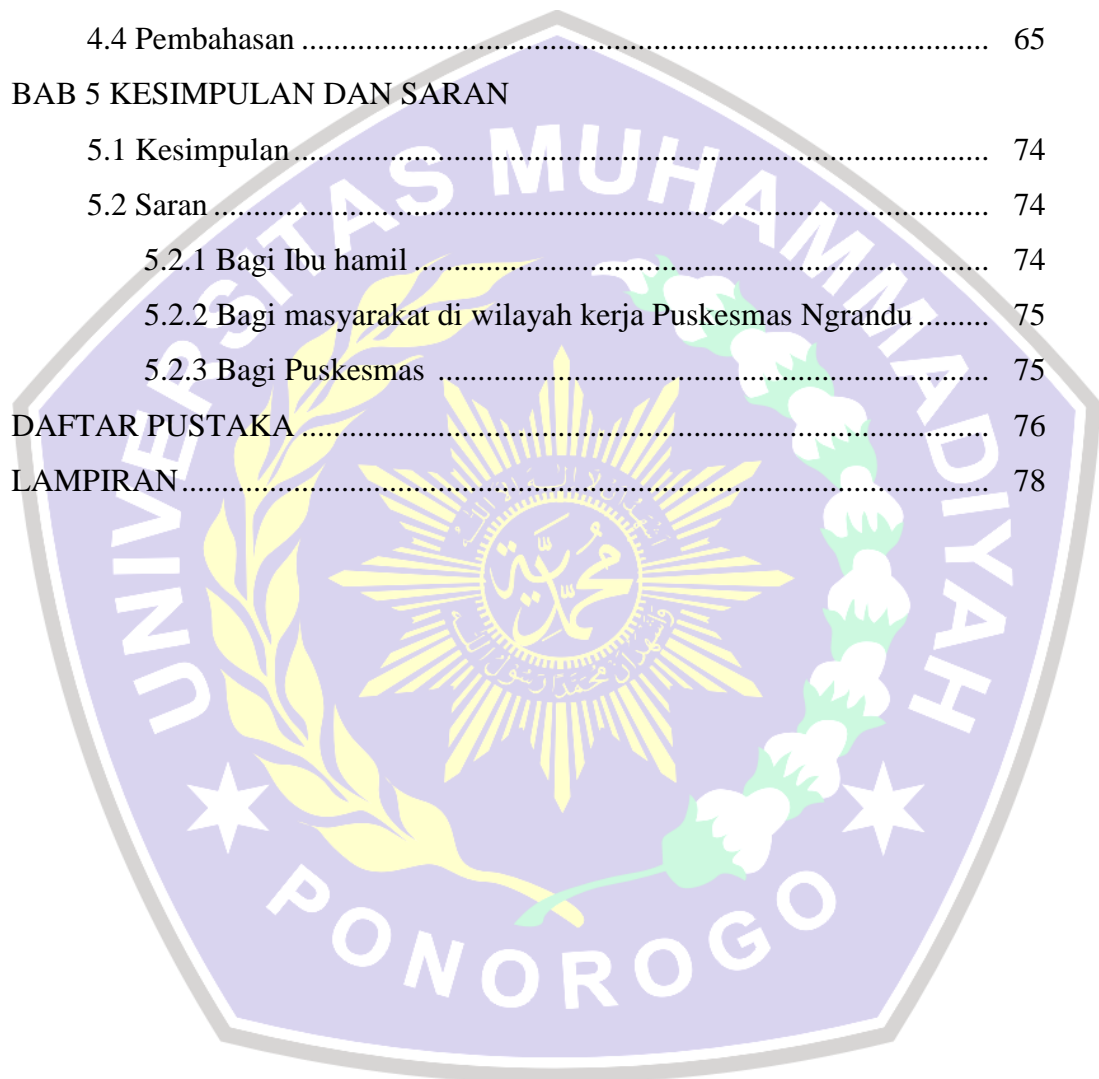 4.4 Pembahasan ....................................................................................... 65
BAB 5 KESIMPULAN DAN SARAN
5.1 Kesimpulan........................................................................................ 74
5.2 Saran .................................................................................................. 74
5.2.1 Bagi Ibu hamil ......................................................................... 74
5.2.2 Bagi masyarakat di wilayah kerja Puskesmas Ngrandu ......... 75
5.2.3 Bagi Puskesmas ...................................................................... 75
DAFTAR PUSTAKA ....................................................................................... 76
LAMPIRAN...................................................................................................... 78
UNIVERSITAS MUHAMMADIYAH
PONOROGO
محمدية